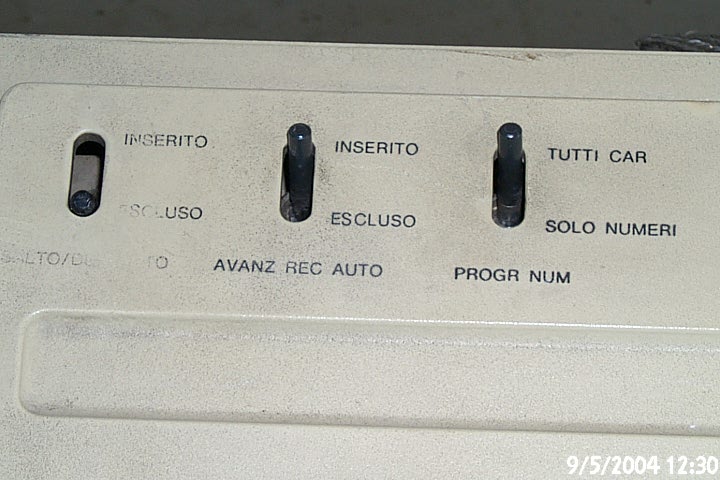 INSERITO
ESCLUSO
INSERITO
ESCLUSO
AVANZ REC AUTO
TUTTI CAR
SOLO NUMERI
PROGR NUM
9/5/2004 12:30